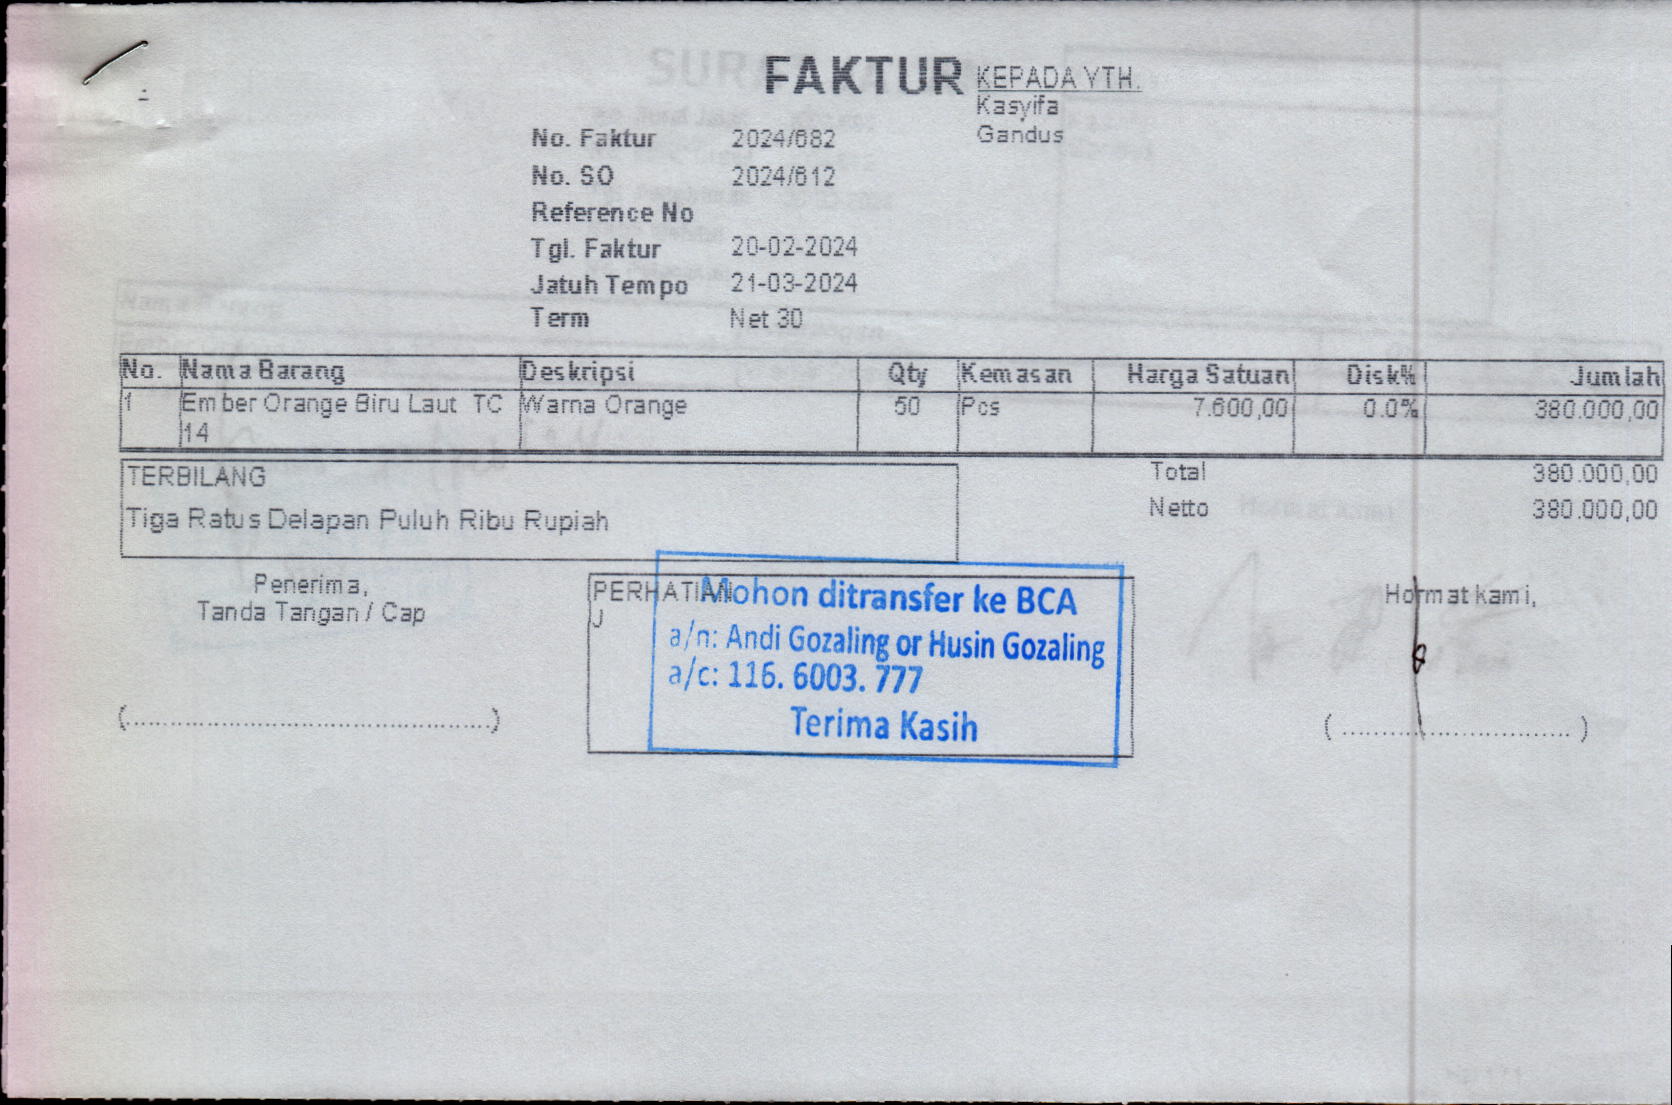 FAKTUR
KEPADA YTH.
Kasyifa
Gandus
No. Faktur 2024/682
No. SO 2024/612
Reference No
Tgl. Faktur 20-02-2024
Jatuh Tempo 21-03-2024
Term Net 30
No. Nama Barang Deskripsi Qty Kemasan Harga Satuan Disk% Jumlah
1 Ember Orange Biru Laut TC Warna Orange 50 Pcs 7.600,00 0.0% 380.000,00
14
TERBILANG
Tiga Ratus Delapan Puluh Ribu Rupiah
Total 380.000,00
Netto 380.000,00
Penerima,
Tanda Tangan / Cap
(....................................................)
PERHATIAN
J
Mohon ditransfer ke BCA
a/n: Andi Gozaling or Husin Gozaling
a/c: 116. 6003. 777
Terima Kasih
Hormat kami,
(................................)